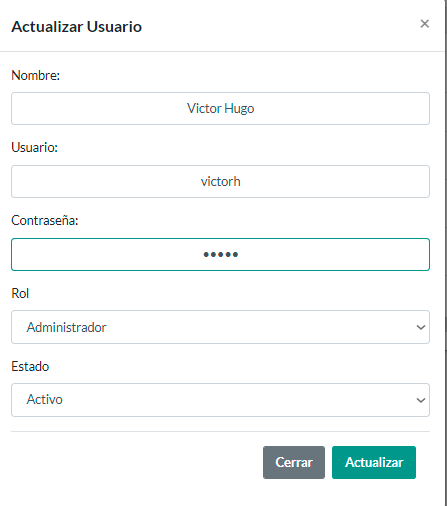 Actualizar Usuario
×
Nombre:
Victor Hugo
Usuario:
victorh
Contraseña:
•••••
Rol
Administrador
Estado
Activo
Cerrar Actualizar